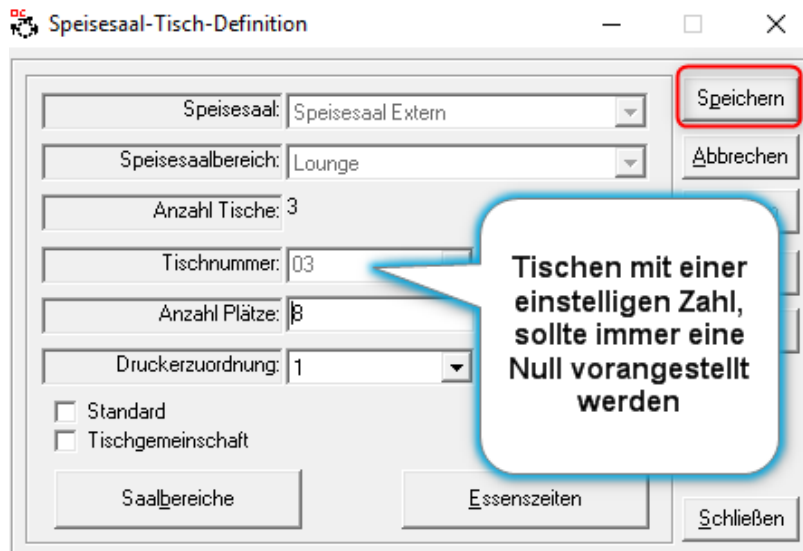 Speisesaal-Tisch-Definition
Speisesaal: Speisesaal Extern
Speichern
Speisesaalbereich: Lounge
Abbrechen
Anzahl Tische: 3
Tischnummer: 03
Anzahl Plätze: 8
Druckerzuordnung: 1
Tischen mit einer
einstelligen Zahl,
sollte immer eine
Null vorangestellt
werden
Standard
Tischgemeinschaft
Saalbereiche
Essenszeiten
Schließen